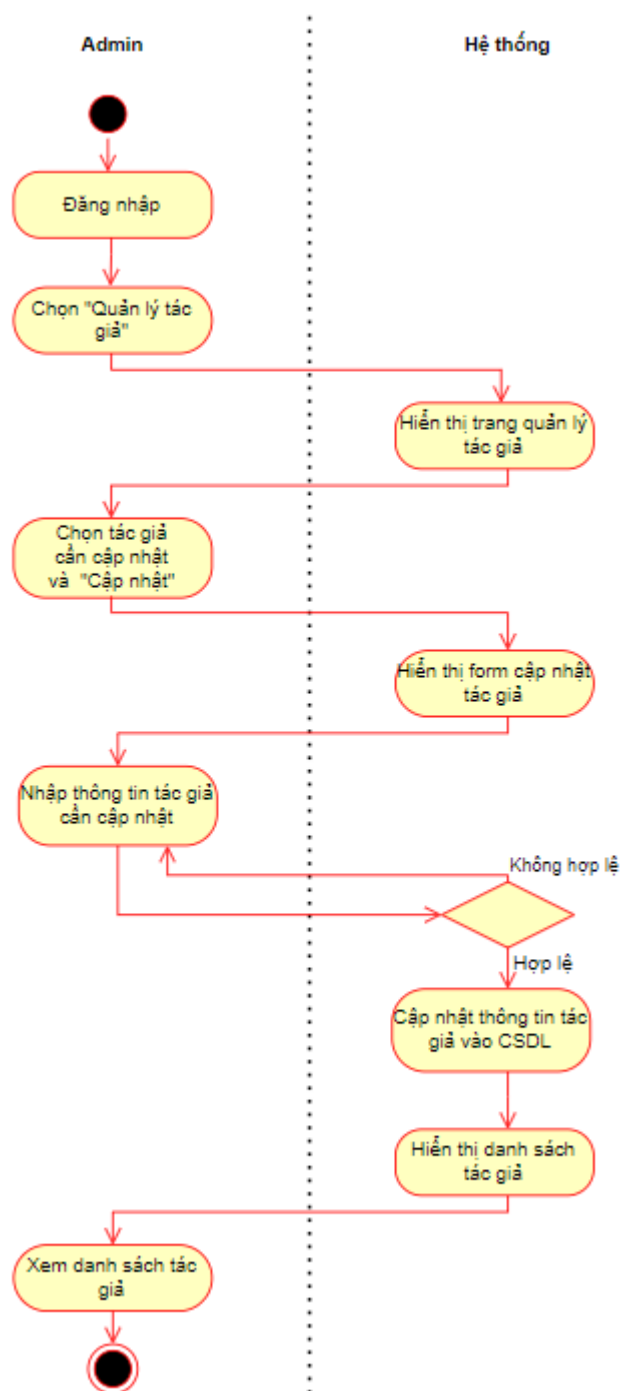 Admin
Hệ thống
Đăng nhập
Chọn "Quản lý tác
giả"
Hiển thị trang quản lý
tác giả
Chọn tác giả
cần cập nhật
và "Cập nhật"
Hiển thị form cập nhật
tác giả
Nhập thông tin tác giả
cần cập nhật
Không hợp lệ
Hợp lệ
Cập nhật thông tin tác
giả vào CSDL
Hiển thị danh sách
tác giả
Xem danh sách tác
giả